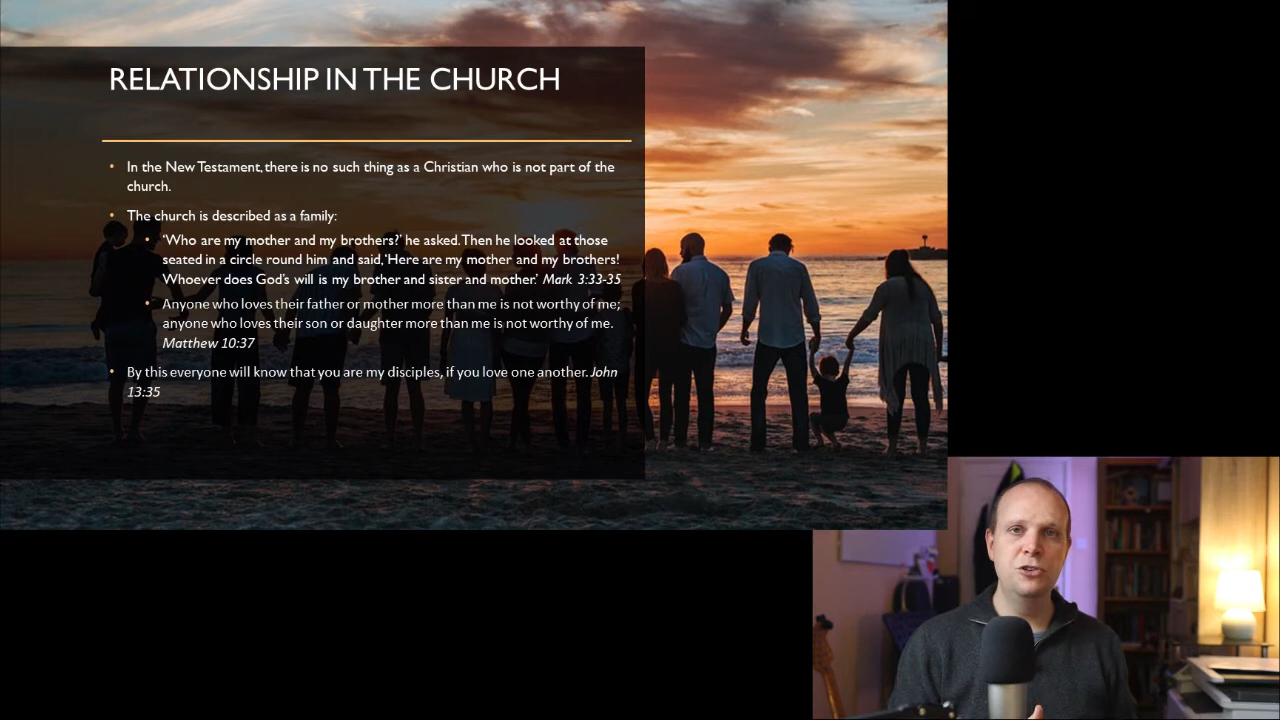 RELATIONSHIP IN THE CHURCH
• In the New Testament, there is no such thing as a Christian who is not part of the
church.
• The church is described as a family:
• 'Who are my mother and my brothers?' he asked. Then he looked at those
seated in a circle round him and said, 'Here are my mother and my brothers!
Whoever does God's will is my brother and sister and mother.' Mark 3:33-35
• Anyone who loves their father or mother more than me is not worthy of me;
anyone who loves their son or daughter more than me is not worthy of me.
Matthew 10:37
• By this everyone will know that you are my disciples, if you love one another. John
13:35